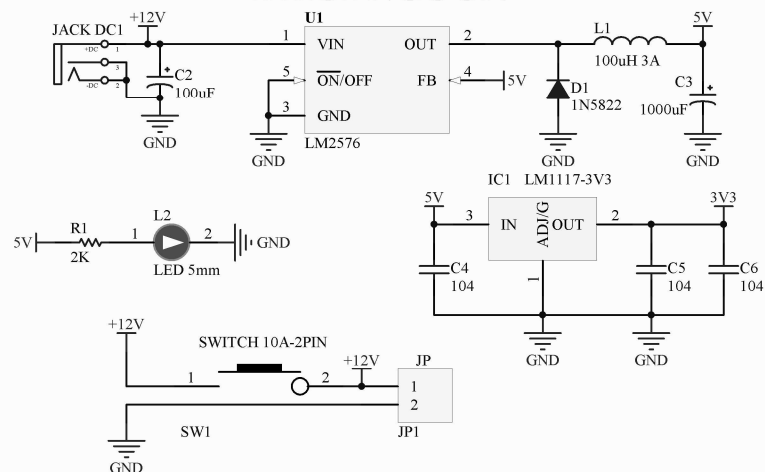 JACK DC1
+12V
+DC 1
3
-DC 2
C2
100uF
GND
U1
1 VIN OUT 2
5 ON/OFF FB 4 5V
3 GND
LM2576
GND
L1
100uH 3A
5V
D1
1N5822
GND
C3
1000uF
GND
5V R1 1 L2 2 GND
2K
LED 5mm
IC1 LM1117-3V3
5V
3 IN ADJ/G OUT 2
1
3V3
C4
104
C5
104
C6
104
GND
GND
+12V
SWITCH 10A-2PIN
1 2
+12V
JP
1
2
SW1
JP1
GND